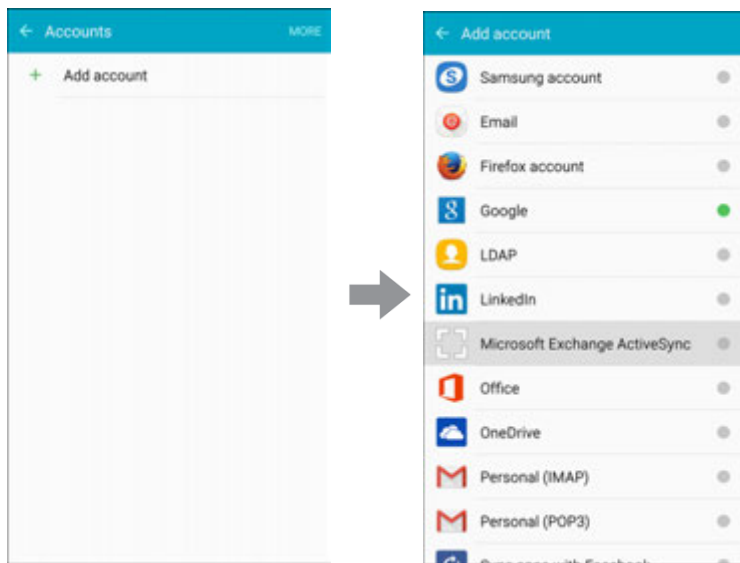 Accounts
MORE
Add account
Add account
Samsung account
Email
Firefox account
Google
LDAP
LinkedIn
Microsoft Exchange ActiveSync
Office
OneDrive
Personal (IMAP)
Personal (POP3)